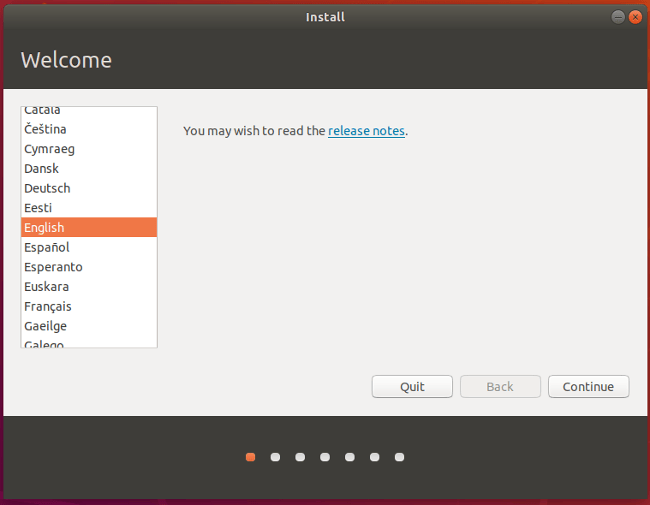 Install
Welcome
Català
Čeština
Cymraeg
Dansk
Deutsch
Eesti
English
Español
Esperanto
Euskara
Français
Gaeilge
Galego
You may wish to read the release notes.
Quit
Back
Continue